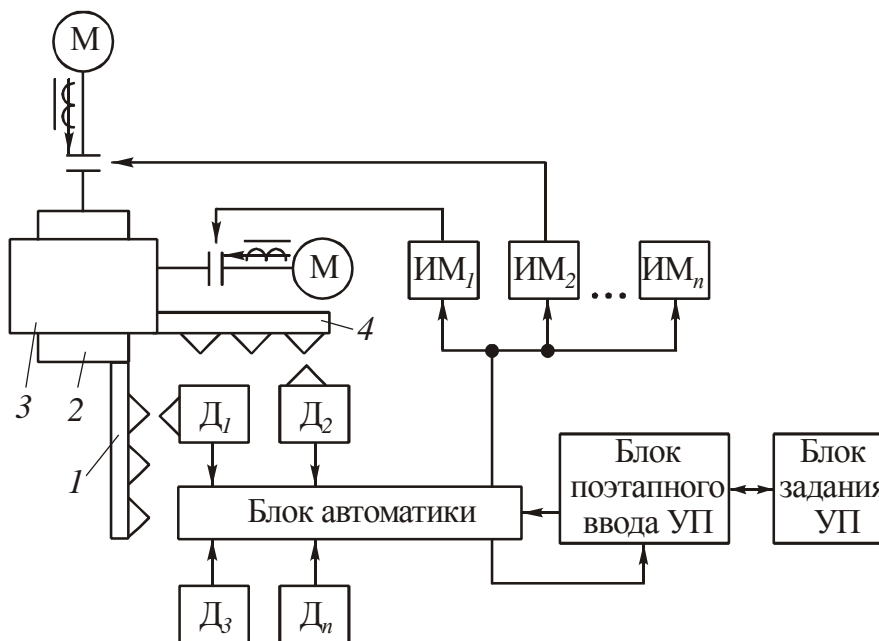 М
М
ИМ1
ИМ2
...
ИМn
4
3
2
1
Д1
Д2
Блок автоматики
Блок
поэтапного
ввода УП
Блок
задания
УП
Д3
Дn